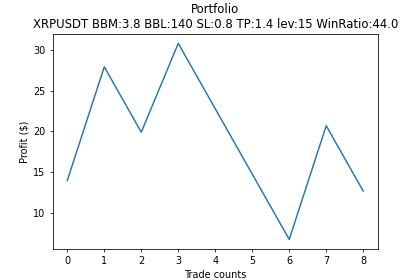 Portfolio
XRPUSDT BBM:3.8 BBL:140 SL:0.8 TP:1.4 lev:15 WinRatio:44.0
30
25
20
15
10
Profit ($)
0 1 2 3 4 5 6 7 8
Trade counts